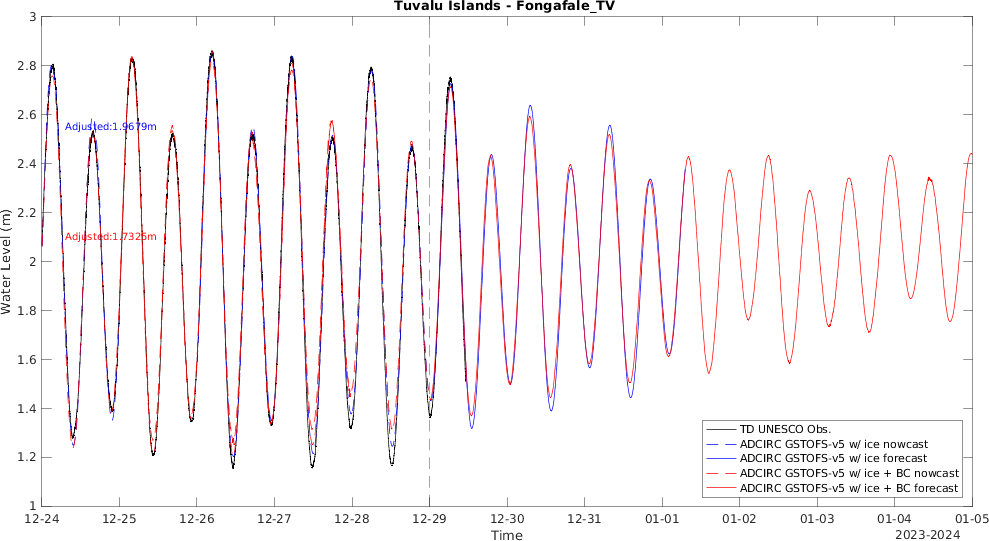 Tuvalu Islands - Fongafale_TV
3
2.8
2.6
2.4
2.2
2
1.8
1.6
1.4
1.2
1
Water Level (m)
Adjusted:1.9679m
Adjusted:1.7325m
TD UNESCO Obs.
ADCIRC GSTOFS-v5 w/ ice nowcast
ADCIRC GSTOFS-v5 w/ ice forecast
ADCIRC GSTOFS-v5 w/ ice + BC nowcast
ADCIRC GSTOFS-v5 w/ ice + BC forecast
12-24 12-25 12-26 12-27 12-28 12-29 12-30 12-31 01-01 01-02 01-03 01-04 01-05
Time
2023-2024